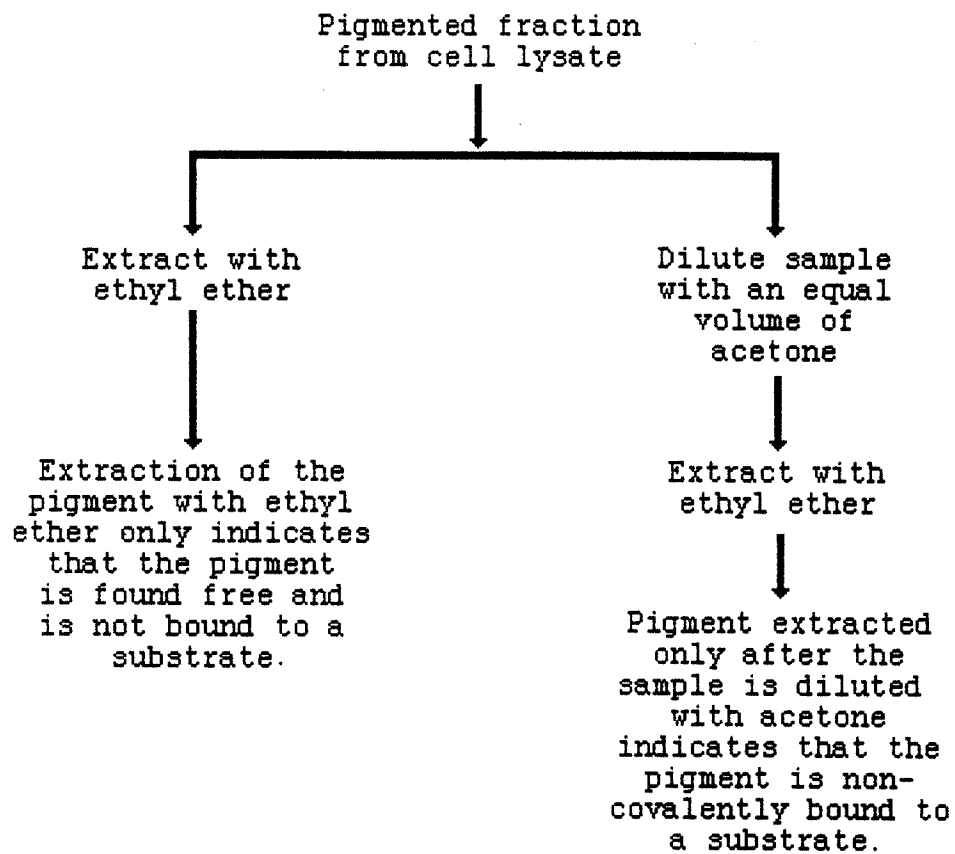 Pigmented fraction
from cell lysate
Extract with
ethyl ether
Extraction of the
pigment with ethyl
ether only indicates
that the pigment
is found free and
is not bound to a
substrate.
Dilute sample
with an equal
volume of
acetone
Extract with
ethyl ether
Pigment extracted
only after the
sample is diluted
with acetone
indicates that the
pigment is non-
covalently bound to
a substrate.